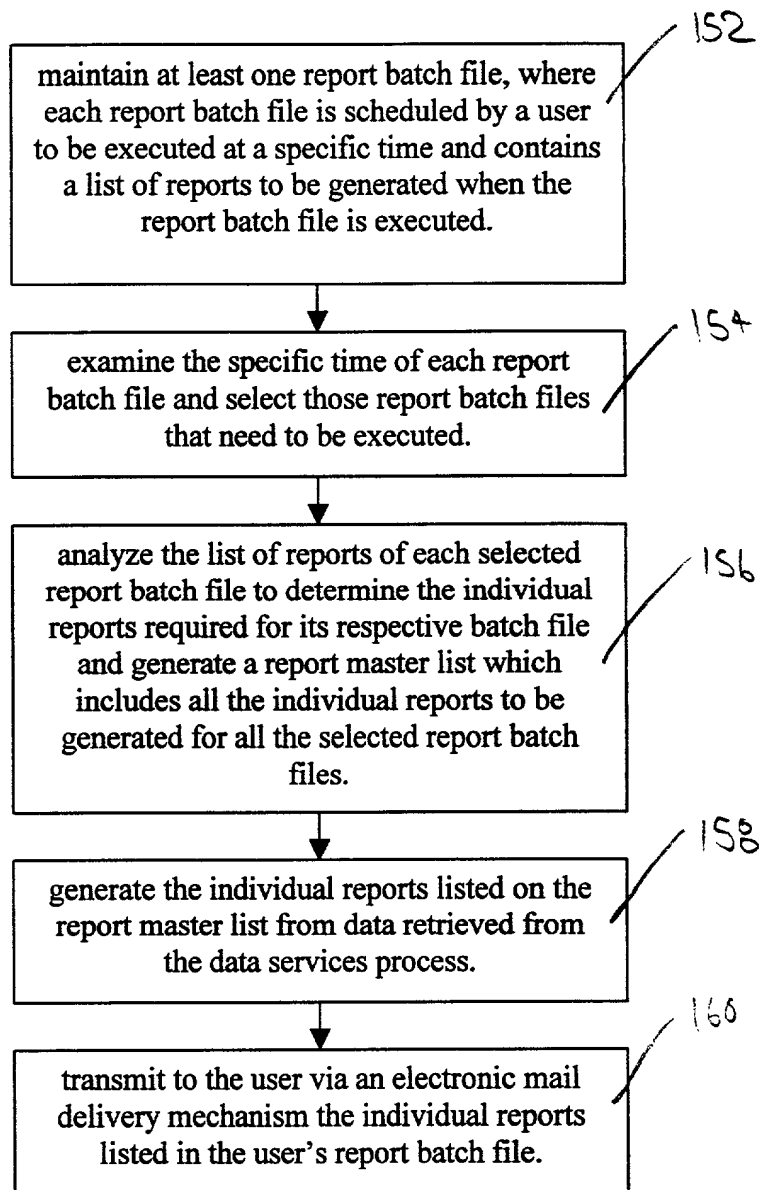 152
maintain at least one report batch file, where
each report batch file is scheduled by a user
to be executed at a specific time and contains
a list of reports to be generated when the
report batch file is executed.
154
examine the specific time of each report
batch file and select those report batch files
that need to be executed.
156
analyze the list of reports of each selected
report batch file to determine the individual
reports required for its respective batch file
and generate a report master list which
includes all the individual reports to be
generated for all the selected report batch
files.
158
generate the individual reports listed on the
report master list from data retrieved from
the data services process.
160
transmit to the user via an electronic mail
delivery mechanism the individual reports
listed in the user's report batch file.